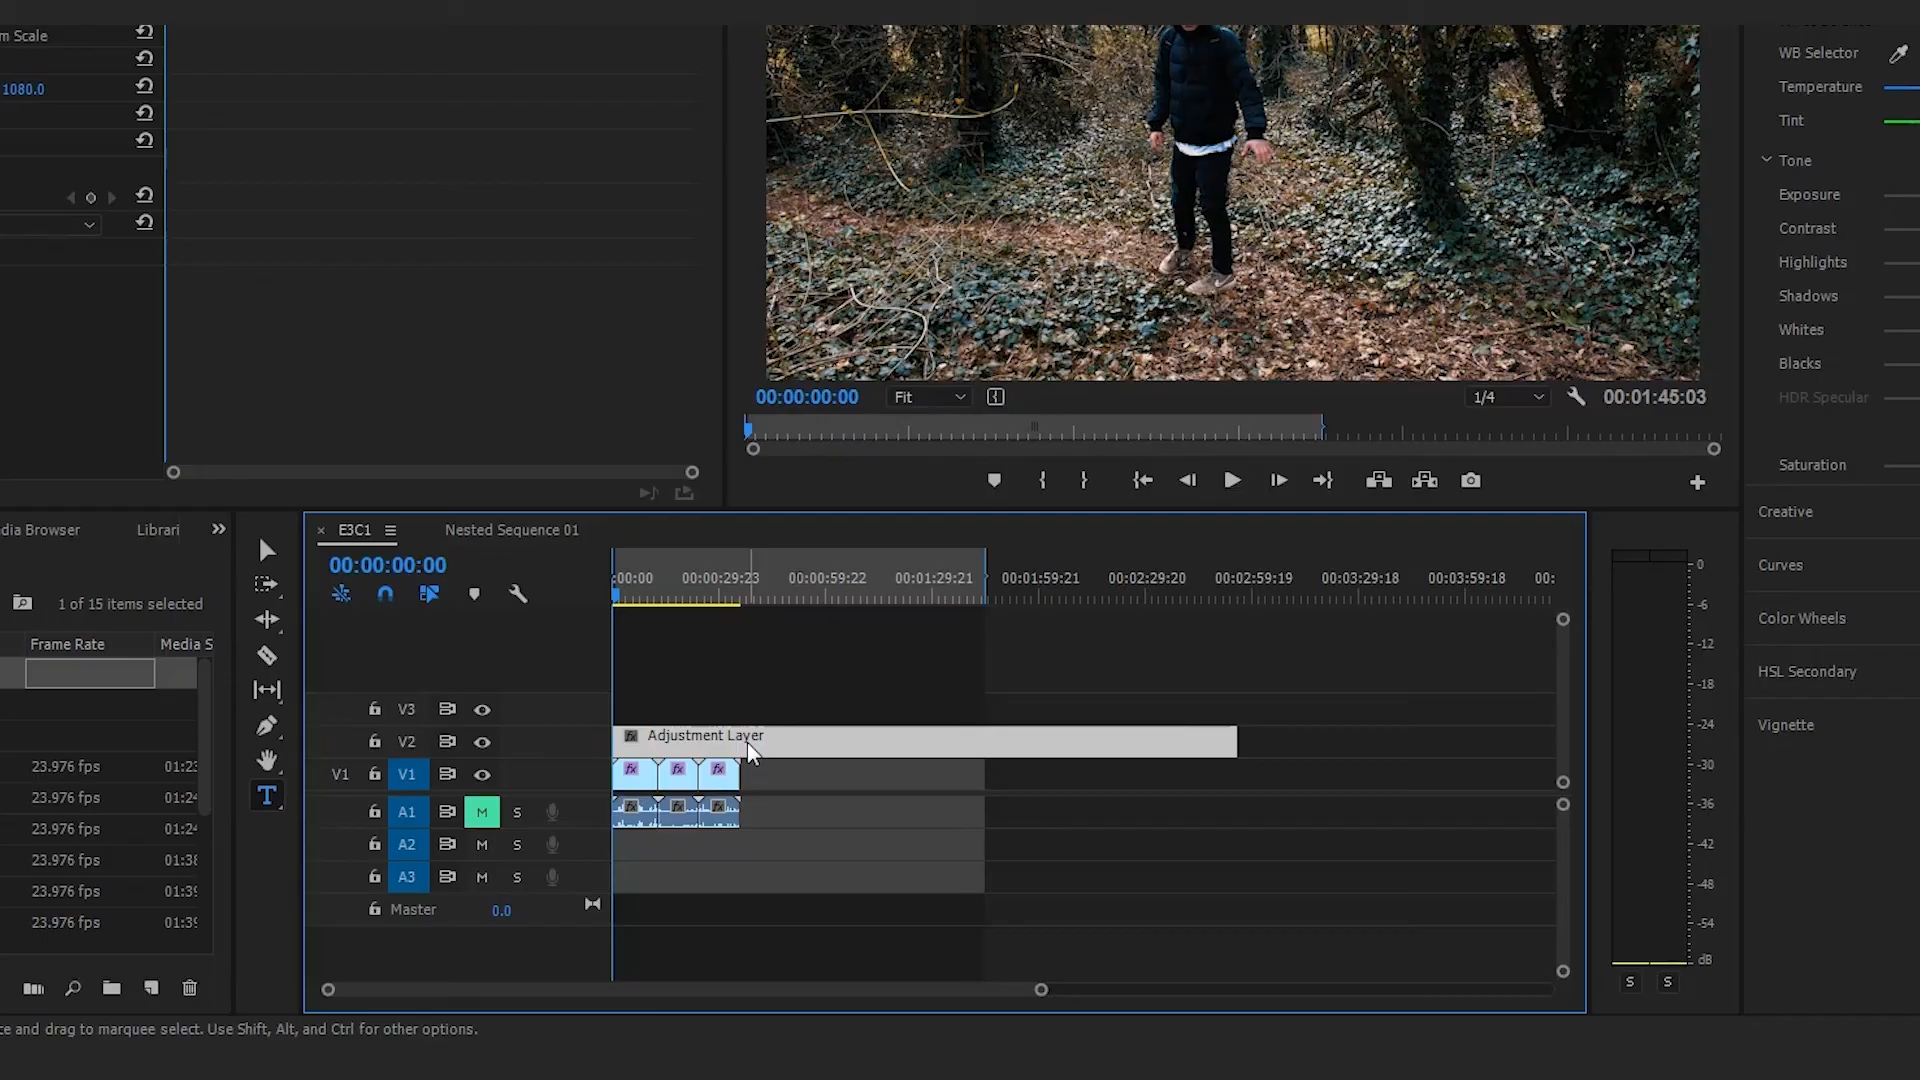 m Scale
1080.0
WB Selector
Temperature
Tint
Tone
Exposure
Contrast
Highlights
Shadows
Whites
Blacks
HDR Specular
Saturation
Creative
Curves
Color Wheels
HSL Secondary
Vignette
00:00:00:00
Fit
1/4
00:01:45:03
dia Browser
Librari
1 of 15 items selected
Frame Rate
Media S
23.976 fps 01:23
23.976 fps 01:24
23.976 fps 01:24
23.976 fps 01:38
23.976 fps 01:39
23.976 fps 01:39
× E3C1
Nested Sequence 01
00:00:00:00
:00:00 00:00:29:23 00:00:59:22 00:01:29:21 00:01:59:21 00:02:29:20 00:02:59:19 00:03:29:18 00:03:59:18 00:
V3
V2
fx Adjustment Layer
V1 V1
fx fx fx
A1 M S
fx fx fx
A2 M S
A3 M S
Master 0.0
0
-6
-12
-18
-24
-30
-36
-42
-48
-54
dB
S S
ce and drag to marquee select. Use Shift, Alt, and Ctrl for other options.